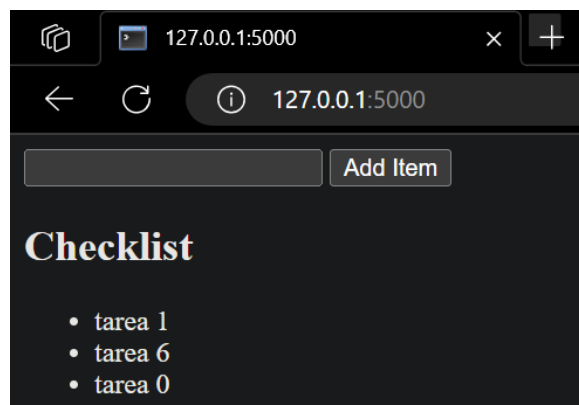 127.0.0.1:5000
127.0.0.1:5000
Add Item
Checklist
• tarea 1
• tarea 6
• tarea 0